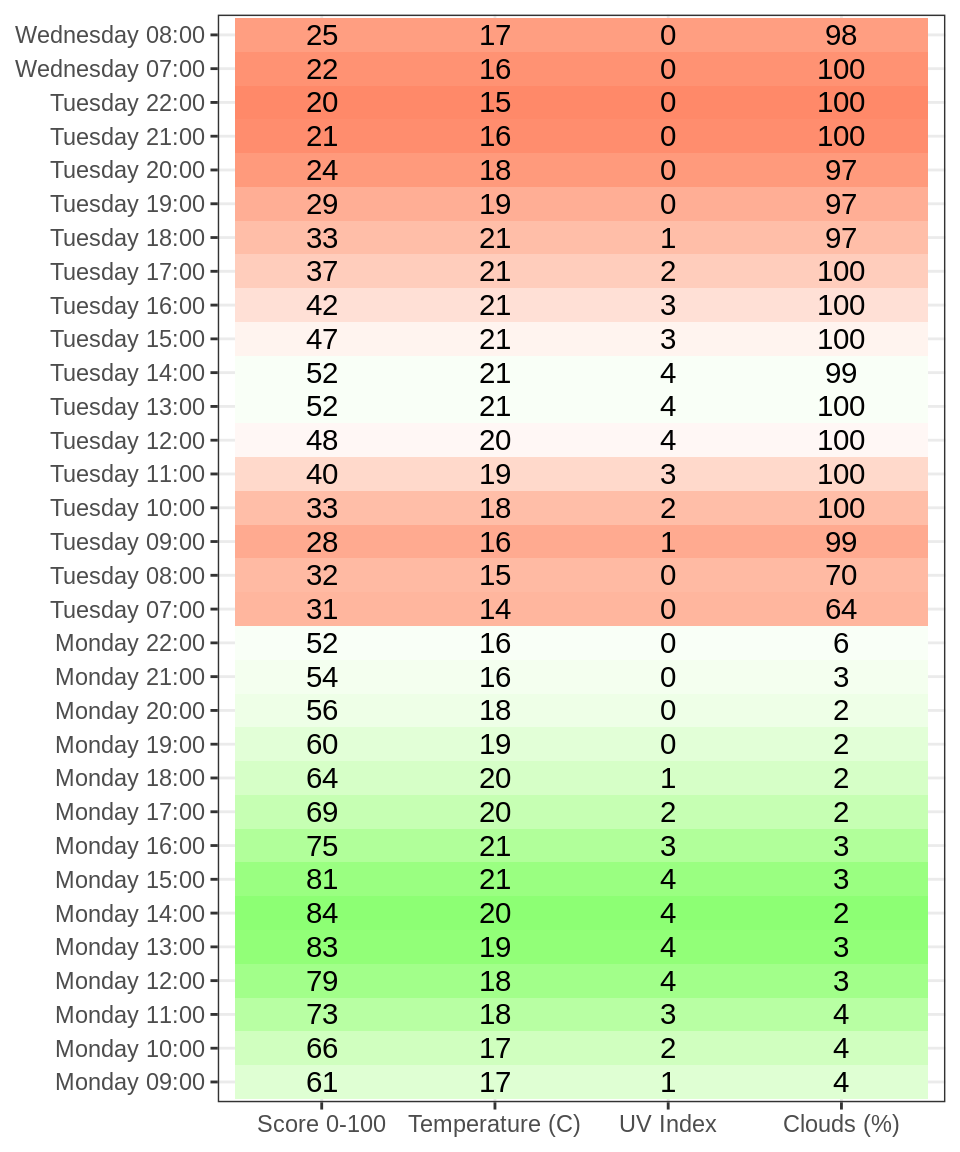 Wednesday 08:00 25 17 0 98
Wednesday 07:00 22 16 0 100
Tuesday 22:00 20 15 0 100
Tuesday 21:00 21 16 0 100
Tuesday 20:00 24 18 0 97
Tuesday 19:00 29 19 0 97
Tuesday 18:00 33 21 1 97
Tuesday 17:00 37 21 2 100
Tuesday 16:00 42 21 3 100
Tuesday 15:00 47 21 3 100
Tuesday 14:00 52 21 4 99
Tuesday 13:00 52 21 4 100
Tuesday 12:00 48 20 4 100
Tuesday 11:00 40 19 3 100
Tuesday 10:00 33 18 2 100
Tuesday 09:00 28 16 1 99
Tuesday 08:00 32 15 0 70
Tuesday 07:00 31 14 0 64
Monday 22:00 52 16 0 6
Monday 21:00 54 16 0 3
Monday 20:00 56 18 0 2
Monday 19:00 60 19 0 2
Monday 18:00 64 20 1 2
Monday 17:00 69 20 2 2
Monday 16:00 75 21 3 3
Monday 15:00 81 21 4 3
Monday 14:00 84 20 4 2
Monday 13:00 83 19 4 3
Monday 12:00 79 18 4 3
Monday 11:00 73 18 3 4
Monday 10:00 66 17 2 4
Monday 09:00 61 17 1 4
Score 0-100 Temperature (C) UV Index Clouds (%)